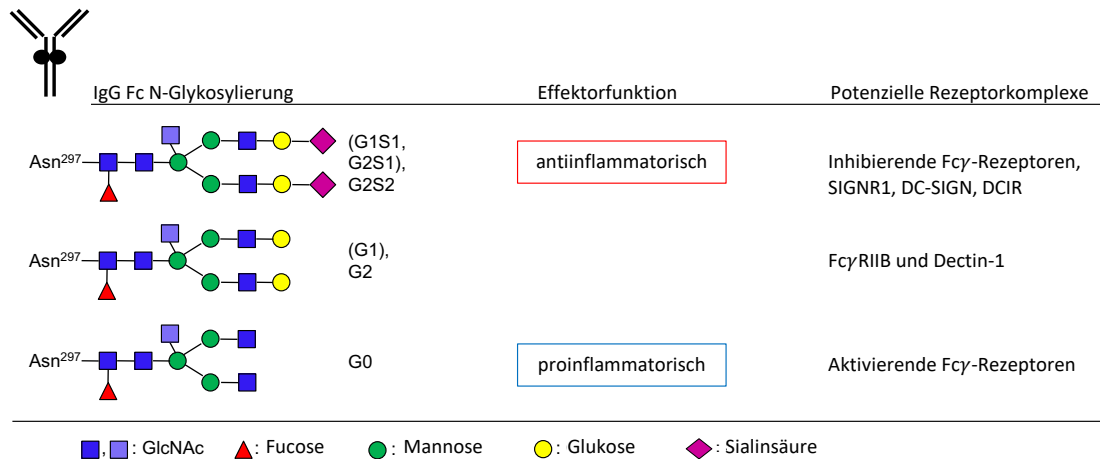 IgG Fc N-Glykosylierung Effektorfunktion Potenzielle Rezeptorkomplexe
Asn297 (G1S1, G2S1), G2S2 antiinflammatorisch Inhibierende Fcγ-Rezeptoren,
SIGNR1, DC-SIGN, DCIR
Asn297 (G1), G2 FcγRIIB und Dectin-1
Asn297 G0 proinflammatorisch Aktivierende Fcγ-Rezeptoren
, : GlcNAc : Fucose : Mannose : Glukose : Sialinsäure